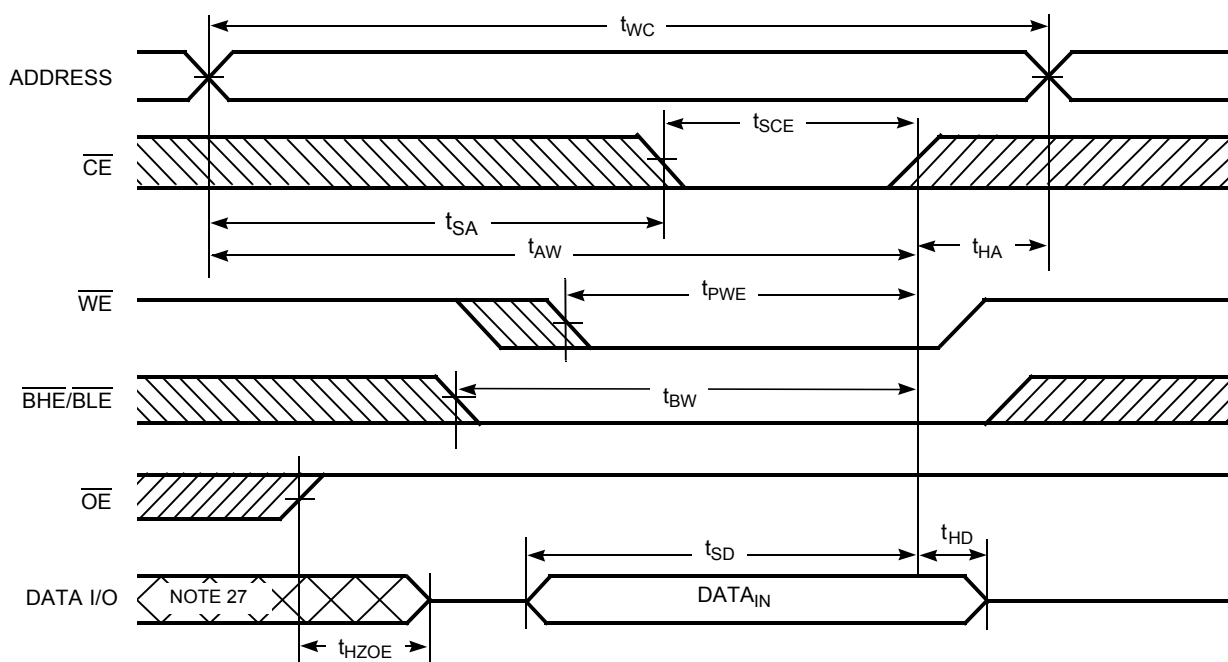 tWC
ADDRESS
tSCE
CE
tSA
tAW
tHA
WE
tPWE
BHE/BLE
tBW
OE
tSD
tHD
DATA I/O
NOTE 27
DATAIN
tHZOE